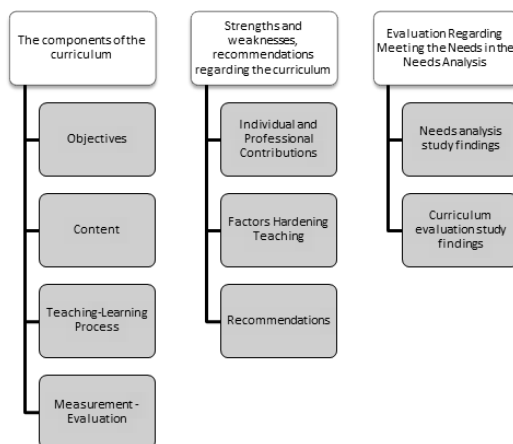 The components of the
curriculum
Objectives
Content
Teaching-Learning
Process
Measurement -
Evaluation
Strengths and
weaknesses,
recommendations
regarding the curriculum
Individual and
Professional
Contributions
Factors Hardening
Teaching
Recommendations
Evaluation Regarding
Meeting the Needs in the
Needs Analysis
Needs analysis
study findings
Curriculum
evaluation study
findings